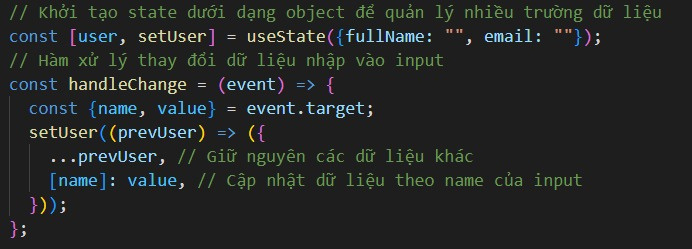 // Khởi tạo state dưới dạng object để quản lý nhiều trường dữ liệu
const [user, setUser] = useState({fullName: "", email: ""});
// Hàm xử lý thay đổi dữ liệu nhập vào input
const handleChange = (event) => {
  const {name, value} = event.target;
  setUser((prevUser) => ({
    ...prevUser, // Giữ nguyên các dữ liệu khác
    [name]: value, // Cập nhật dữ liệu theo name của input
  }));
};